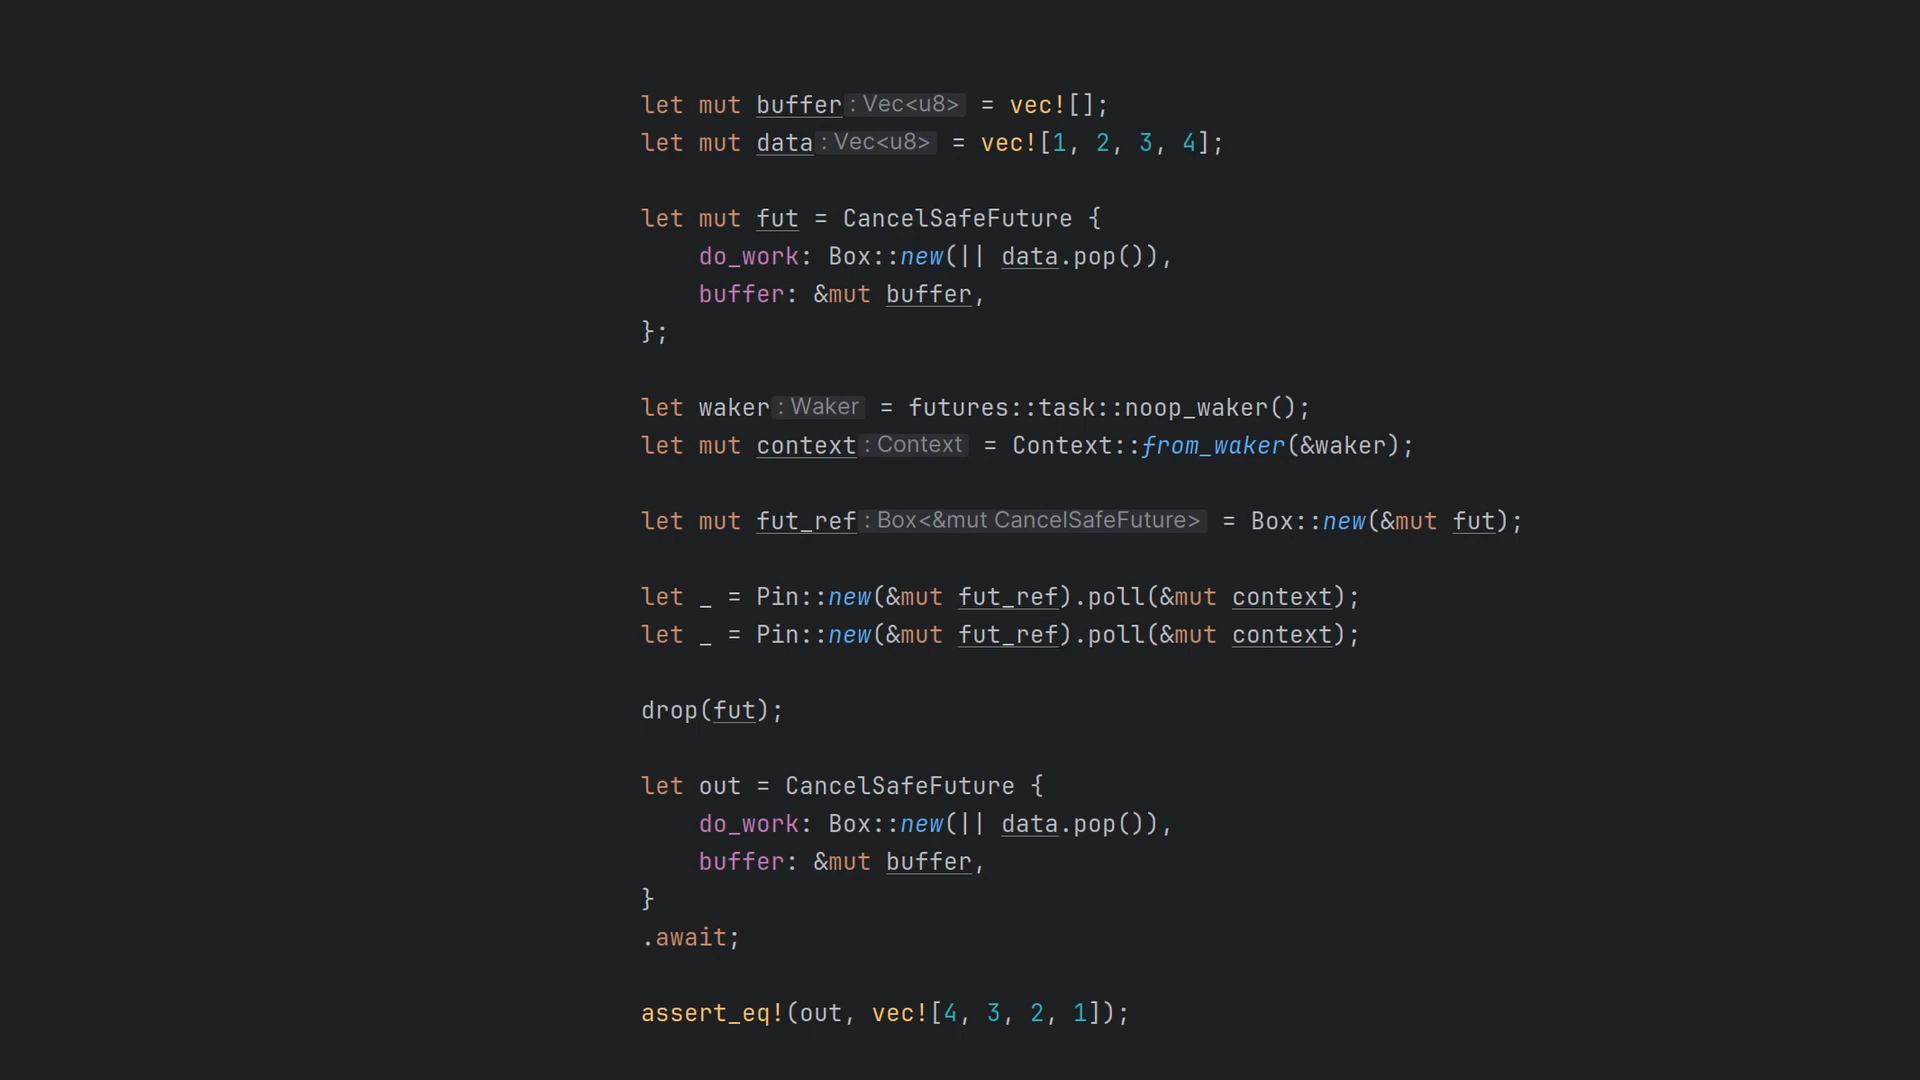 let mut buffer: Vec<u8> = vec![];
let mut data: Vec<u8> = vec![1, 2, 3, 4];
let mut fut = CancelSafeFuture {
    do_work: Box::new(|| data.pop()),
    buffer: &mut buffer,
};
let waker: Waker = futures::task::noop_waker();
let mut context: Context = Context::from_waker(&waker);
let mut fut_ref: Box<&mut CancelSafeFuture> = Box::new(&mut fut);
let _ = Pin::new(&mut fut_ref).poll(&mut context);
let _ = Pin::new(&mut fut_ref).poll(&mut context);
drop(fut);
let out = CancelSafeFuture {
    do_work: Box::new(|| data.pop()),
    buffer: &mut buffer,
}
.await;
assert_eq!(out, vec![4, 3, 2, 1]);